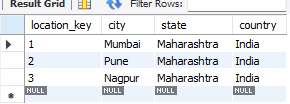 Result Grid Filter Rows:
location_key city state country
1 Mumbai Maharashtra India
2 Pune Maharashtra India
3 Nagpur Maharashtra India
NULL NULL NULL NULL